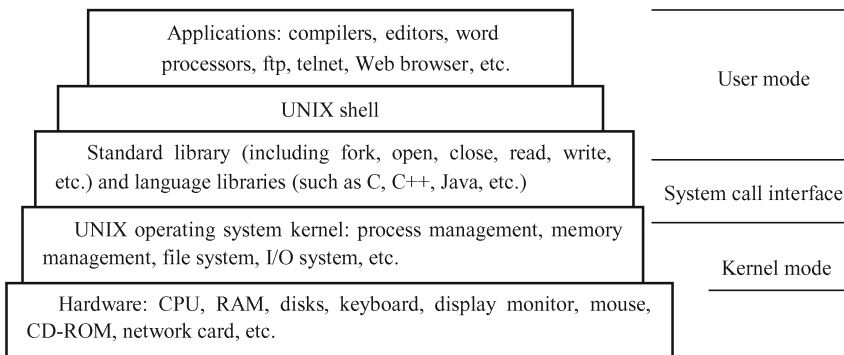 Applications: compilers, editors, word
processors, ftp, telnet, Web browser, etc.
User mode
UNIX shell
Standard library (including fork, open, close, read, write,
etc.) and language libraries (such as C, C++, Java, etc.)
System call interface
UNIX operating system kernel: process management, memory
management, file system, I/O system, etc.
Kernel mode
Hardware: CPU, RAM, disks, keyboard, display monitor, mouse,
CD-ROM, network card, etc.